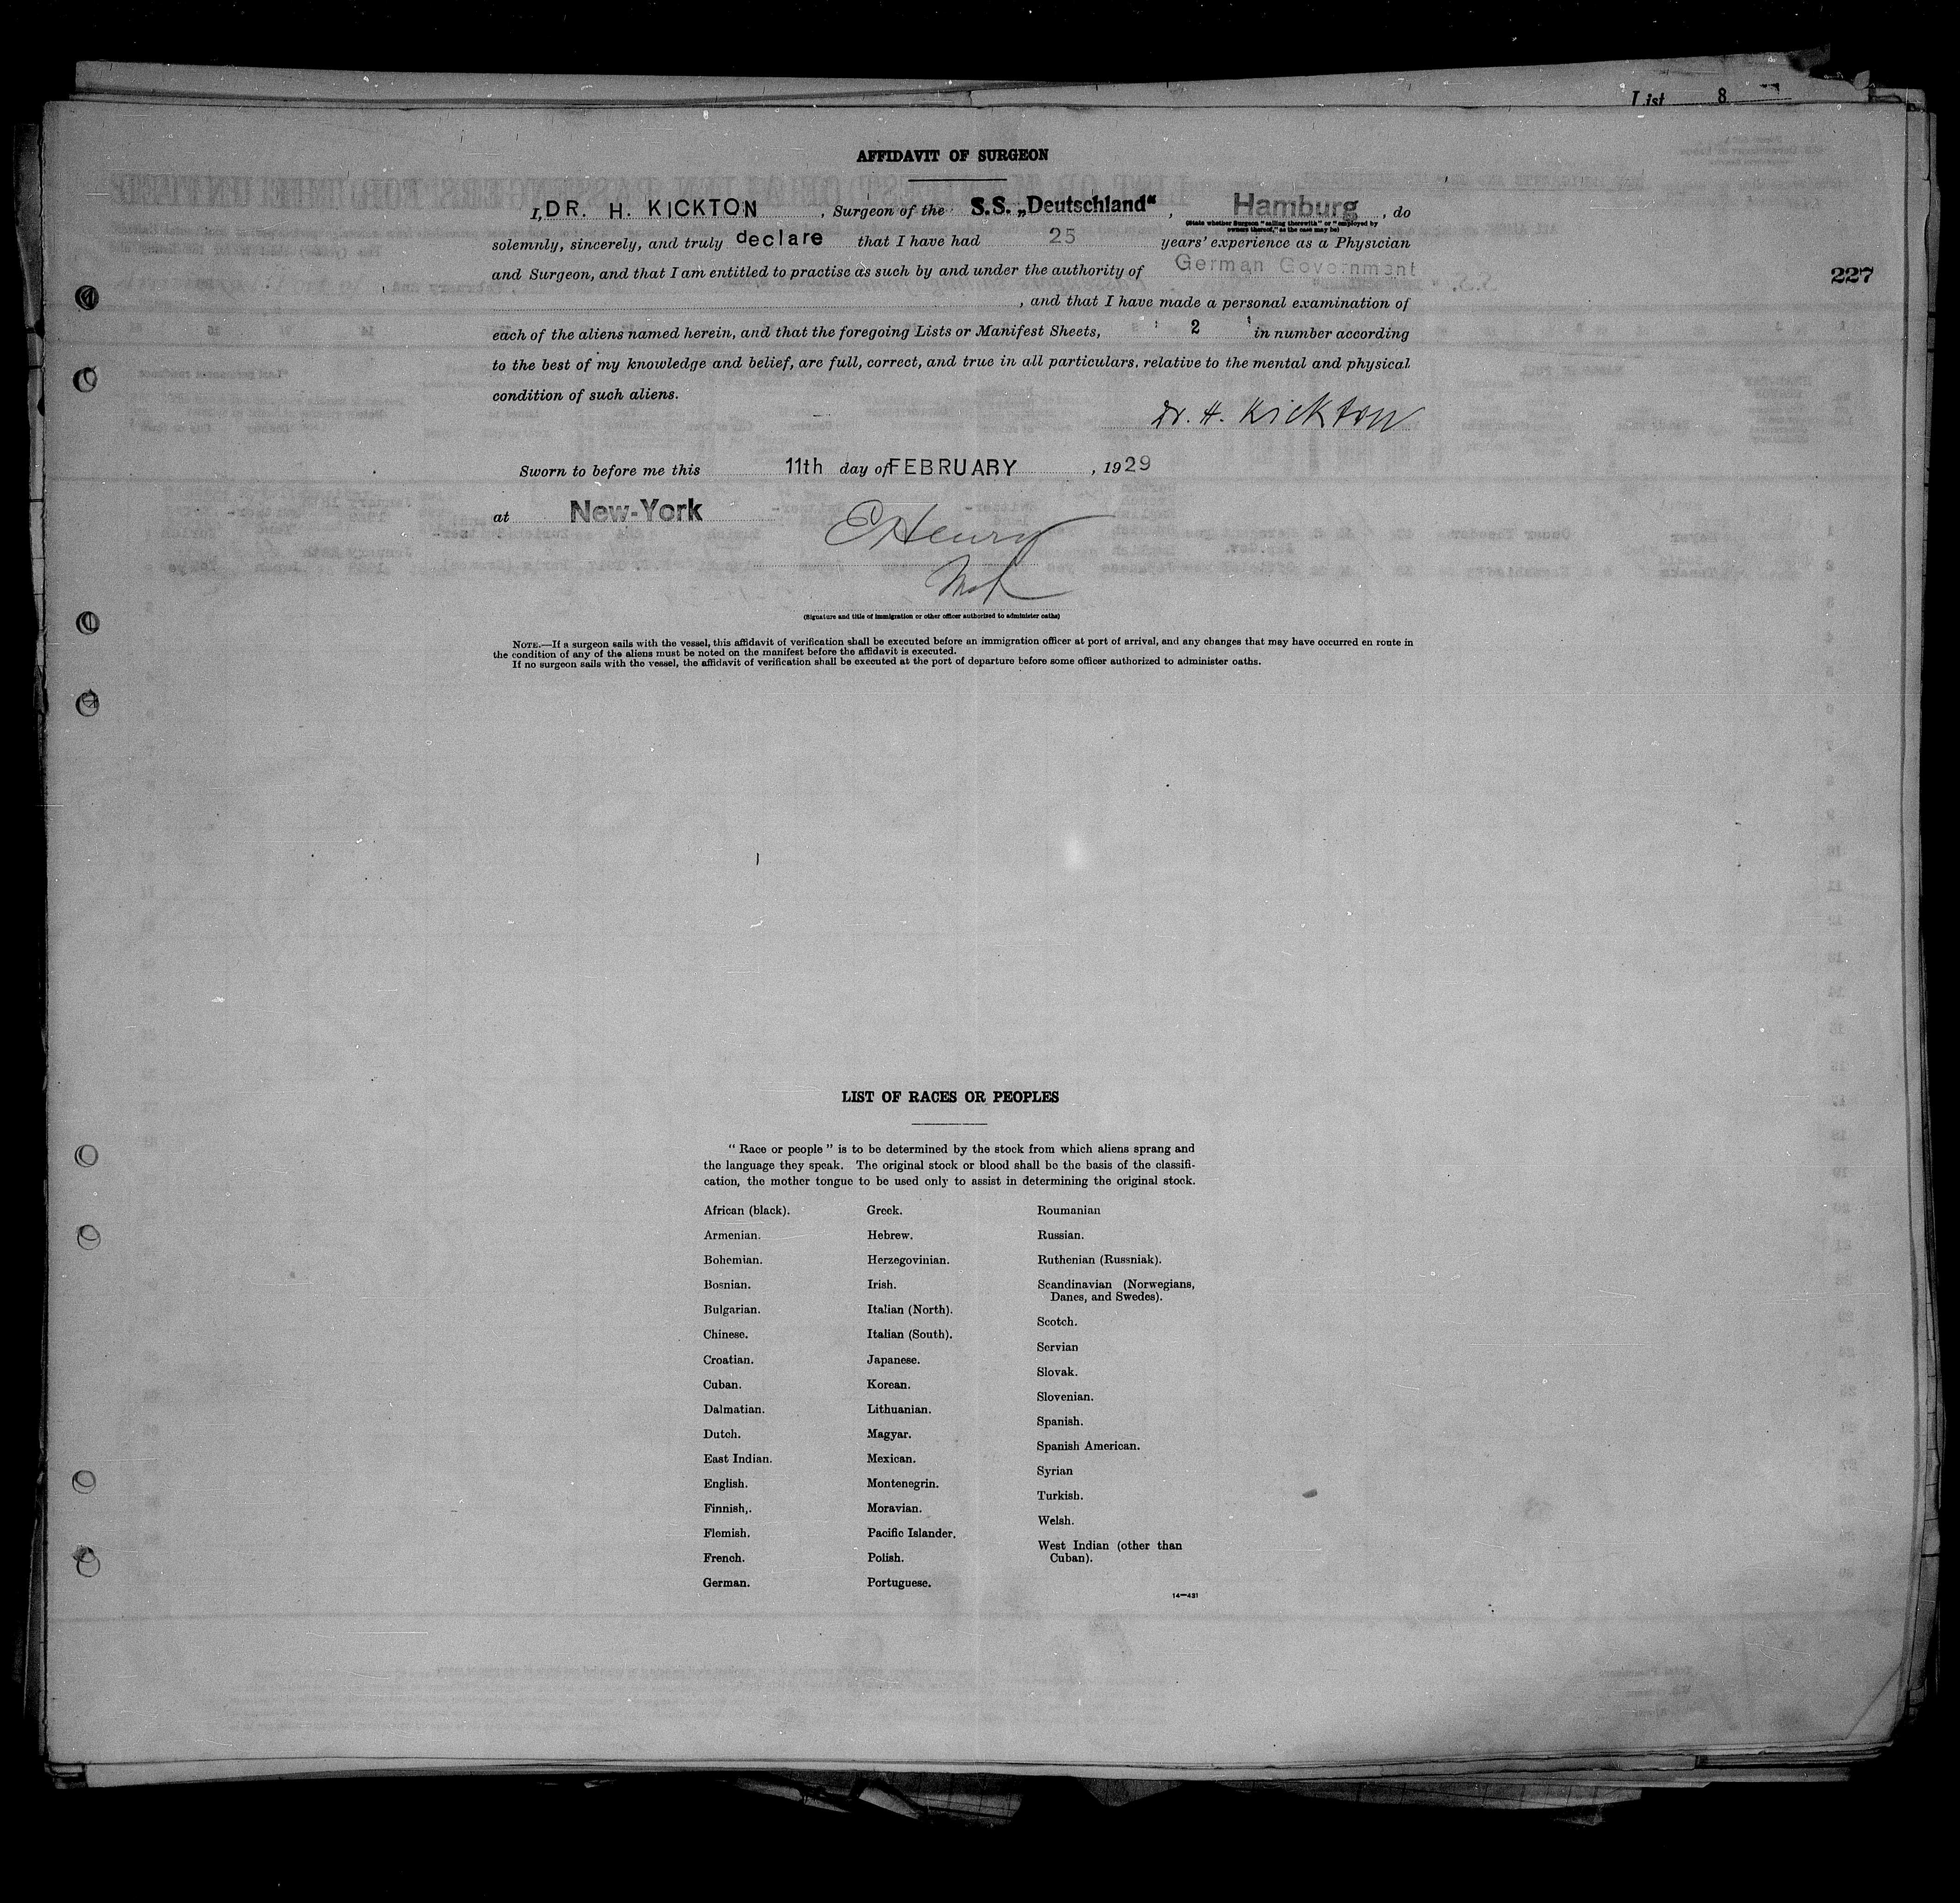 List 8
AFFIDAVIT OF SURGEON
I, DR. H. KICKTON, Surgeon of the S.S. „Deutschland“, Hamburg, do
(State whether Surgeon "sailing therewith" or "employed by
owners thereof," as the case may be)
solemnly, sincerely, and truly declare that I have had 25 years' experience as a Physician
and Surgeon, and that I am entitled to practise as such by and under the authority of German Government
, and that I have made a personal examination of
227
each of the aliens named herein, and that the foregoing Lists or Manifest Sheets, 2 in number according
to the best of my knowledge and belief, are full, correct, and true in all particulars, relative to the mental and physical
condition of such aliens.
Dr. H. Kickton
Sworn to before me this 11th day of FEBRUARY, 1929
at New-York
E Henry
(Signature and title of immigration or other officer authorized to administer oaths)
NOTE.—If a surgeon sails with the vessel, this affidavit of verification shall be executed before an immigration officer at port of arrival, and any changes that may have occurred en route in
the condition of any of the aliens must be noted on the manifest before the affidavit is executed.
If no surgeon sails with the vessel, the affidavit of verification shall be executed at the port of departure before some officer authorized to administer oaths.
LIST OF RACES OR PEOPLES
" Race or people " is to be determined by the stock from which aliens sprang and
the language they speak. The original stock or blood shall be the basis of the classifi-
cation, the mother tongue to be used only to assist in determining the original stock.
African (black).
Armenian.
Bohemian.
Bosnian.
Bulgarian.
Chinese.
Croatian.
Cuban.
Dalmatian.
Dutch.
East Indian.
English.
Finnish,.
Flemish.
French.
German.
Greek.
Hebrew.
Herzegovinian.
Irish.
Italian (North).
Italian (South).
Japanese.
Korean.
Lithuanian.
Magyar.
Mexican.
Montenegrin.
Moravian.
Pacific Islander.
Polish.
Portuguese.
Roumanian
Russian.
Ruthenian (Russniak).
Scandinavian (Norwegians,
Danes, and Swedes).
Scotch.
Servian
Slovak.
Slovenian.
Spanish.
Spanish American.
Syrian
Turkish.
Welsh.
West Indian (other than
Cuban).
14—431